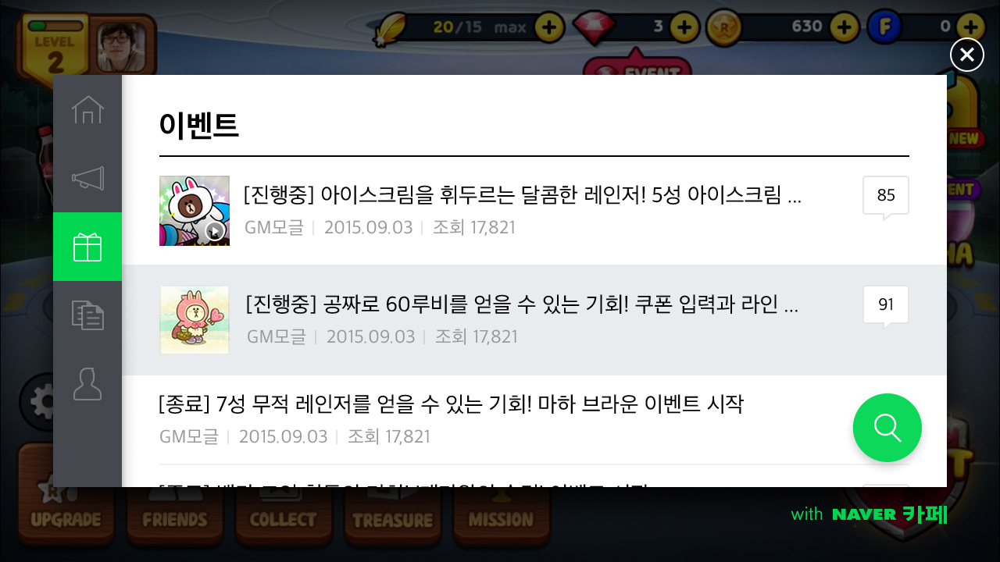 LEVEL
2
20/15 max
3
R
630
F
0
EVENT
NEW
이벤트
[진행중] 아이스크림을 휘두르는 달콤한 레인저! 5성 아이스크림 ...
85
GM모글 | 2015.09.03 | 조회 17,821
[진행중] 공짜로 60루비를 얻을 수 있는 기회! 쿠폰 입력과 라인 ...
91
GM모글 | 2015.09.03 | 조회 17,821
[종료] 7성 무적 레인저를 얻을 수 있는 기회! 마하 브라운 이벤트 시작
GM모글 | 2015.09.03 | 조회 17,821
UPGRADE
FRIENDS
COLLECT
TREASURE
MISSION
with NAVER 카페